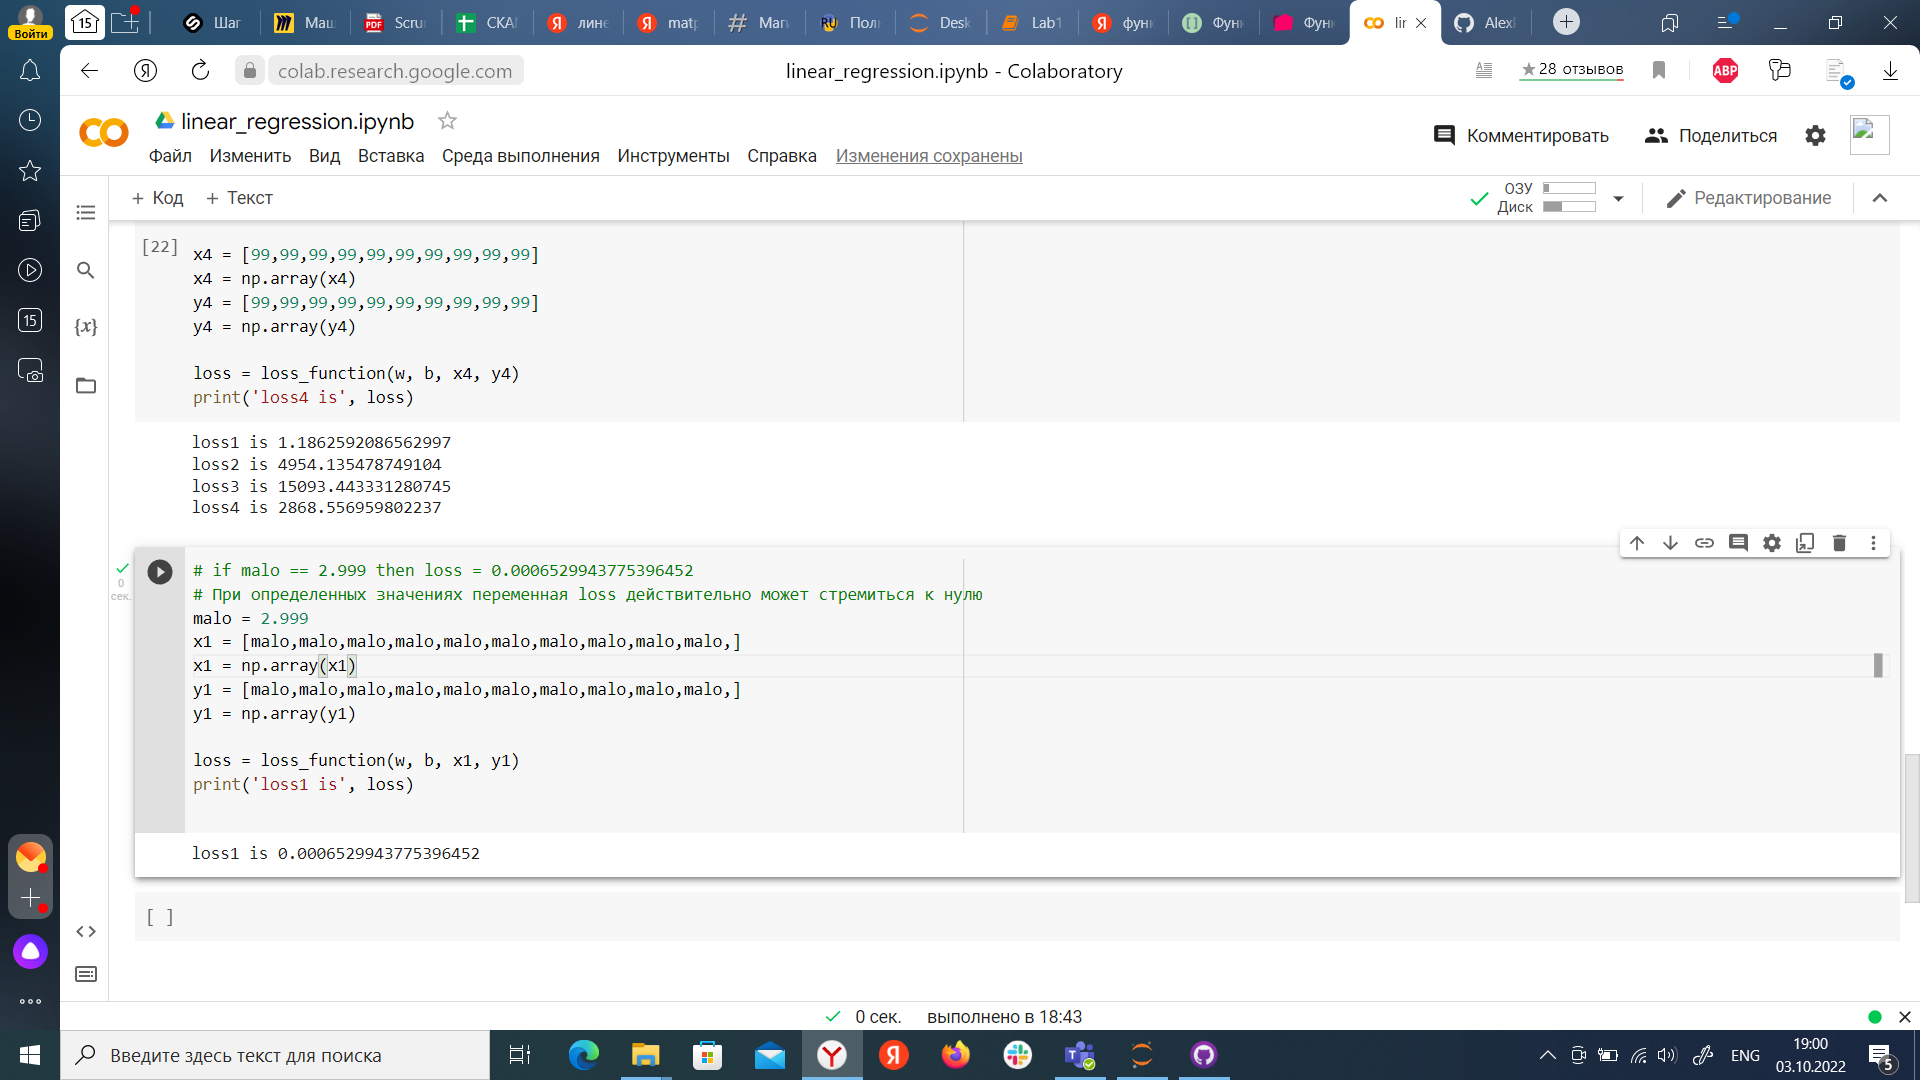 Войти
15
Шаг
Маш
Scru
СКАМ
лине
matp
Маги
Пол
Desk
Lab1
фун
Фун
Фун
lir
Alex
colab.research.google.com
linear_regression.ipynb - Colaboratory
★ 28 отзывов
ABP
linear_regression.ipynb
Файл Изменить Вид Вставка Среда выполнения Инструменты Справка Изменения сохранены
Комментировать
Поделиться
+ Код + Текст
ОЗУ
Диск
Редактирование
15
{x}
[22]
x4 = [99,99,99,99,99,99,99,99,99,99]
x4 = np.array(x4)
y4 = [99,99,99,99,99,99,99,99,99,99]
y4 = np.array(y4)
loss = loss_function(w, b, x4, y4)
print('loss4 is', loss)
loss1 is 1.1862592086562997
loss2 is 4954.135478749104
loss3 is 15093.443331280745
loss4 is 2868.556959802237
0
сек.
# if malo == 2.999 then loss = 0.0006529943775396452
# При определенных значениях переменная loss действительно может стремиться к нулю
malo = 2.999
x1 = [malo,malo,malo,malo,malo,malo,malo,malo,malo,malo,]
x1 = np.array(x1)
y1 = [malo,malo,malo,malo,malo,malo,malo,malo,malo,malo,]
y1 = np.array(y1)
loss = loss_function(w, b, x1, y1)
print('loss1 is', loss)
loss1 is 0.0006529943775396452
[ ]
0 сек. выполнено в 18:43
Введите здесь текст для поиска
ENG
19:00
03.10.2022
5